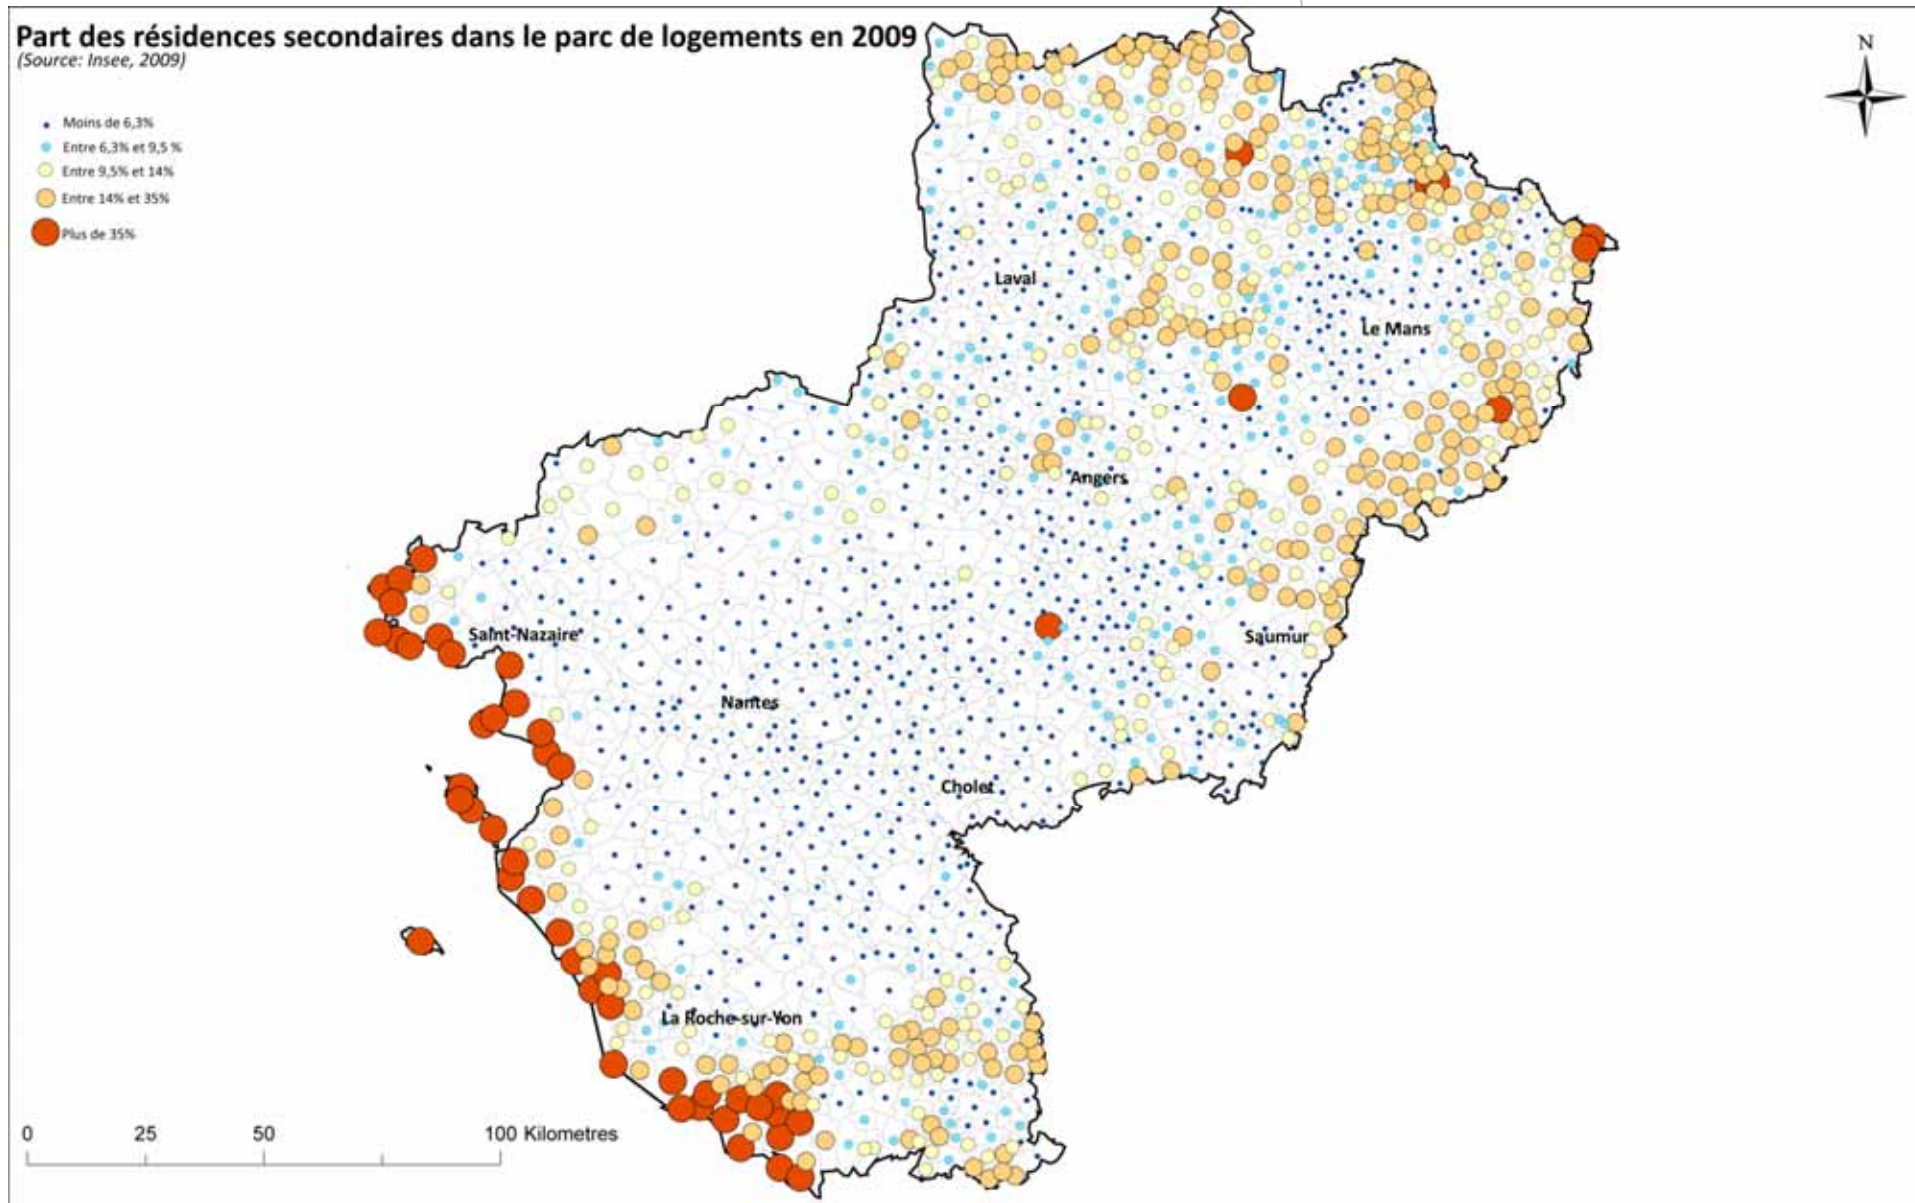 Part des résidences secondaires dans le parc de logements en 2009
(Source: Insee, 2009)
N
Moins de 6,3%
Entre 6,3% et 9,5 %
Entre 9,5% et 14%
Entre 14% et 35%
Plus de 35%
Laval
Le Mans
Angers
Saint-Nazaire
Saumur
Nantes
Cholet
La Roche-sur-Yon
0 25 50 100 Kilometres